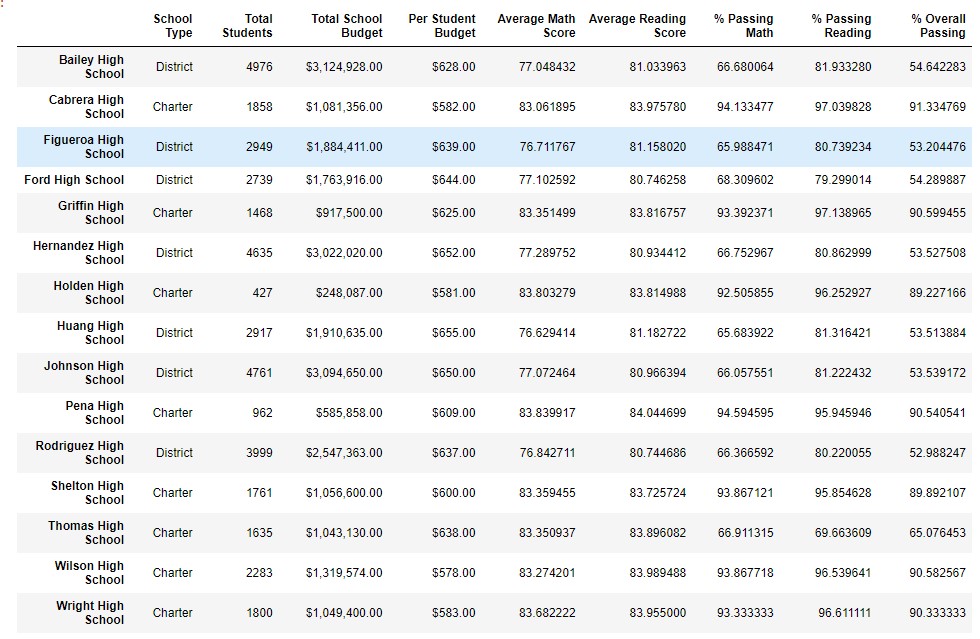 School Type Total Students Total School Budget Per Student Budget Average Math Score Average Reading Score % Passing Math % Passing Reading % Overall Passing
Bailey High School District 4976 $3,124,928.00 $628.00 77.048432 81.033963 66.680064 81.933280 54.642283
Cabrera High School Charter 1858 $1,081,356.00 $582.00 83.061895 83.975780 94.133477 97.039828 91.334769
Figueroa High School District 2949 $1,884,411.00 $639.00 76.711767 81.158020 65.988471 80.739234 53.204476
Ford High School District 2739 $1,763,916.00 $644.00 77.102592 80.746258 68.309602 79.299014 54.289887
Griffin High School Charter 1468 $917,500.00 $625.00 83.351499 83.816757 93.392371 97.138965 90.599455
Hernandez High School District 4635 $3,022,020.00 $652.00 77.289752 80.934412 66.752967 80.862999 53.527508
Holden High School Charter 427 $248,087.00 $581.00 83.803279 83.814988 92.505855 96.252927 89.227166
Huang High School District 2917 $1,910,635.00 $655.00 76.629414 81.182722 65.683922 81.316421 53.513884
Johnson High School District 4761 $3,094,650.00 $650.00 77.072464 80.966394 66.057551 81.222432 53.539172
Pena High School Charter 962 $585,858.00 $609.00 83.839917 84.044699 94.594595 95.945946 90.540541
Rodriguez High School District 3999 $2,547,363.00 $637.00 76.842711 80.744686 66.366592 80.220055 52.988247
Shelton High School Charter 1761 $1,056,600.00 $600.00 83.359455 83.725724 93.867121 95.854628 89.892107
Thomas High School Charter 1635 $1,043,130.00 $638.00 83.350937 83.896082 66.911315 69.663609 65.076453
Wilson High School Charter 2283 $1,319,574.00 $578.00 83.274201 83.989488 93.867718 96.539641 90.582567
Wright High School Charter 1800 $1,049,400.00 $583.00 83.682222 83.955000 93.333333 96.611111 90.333333